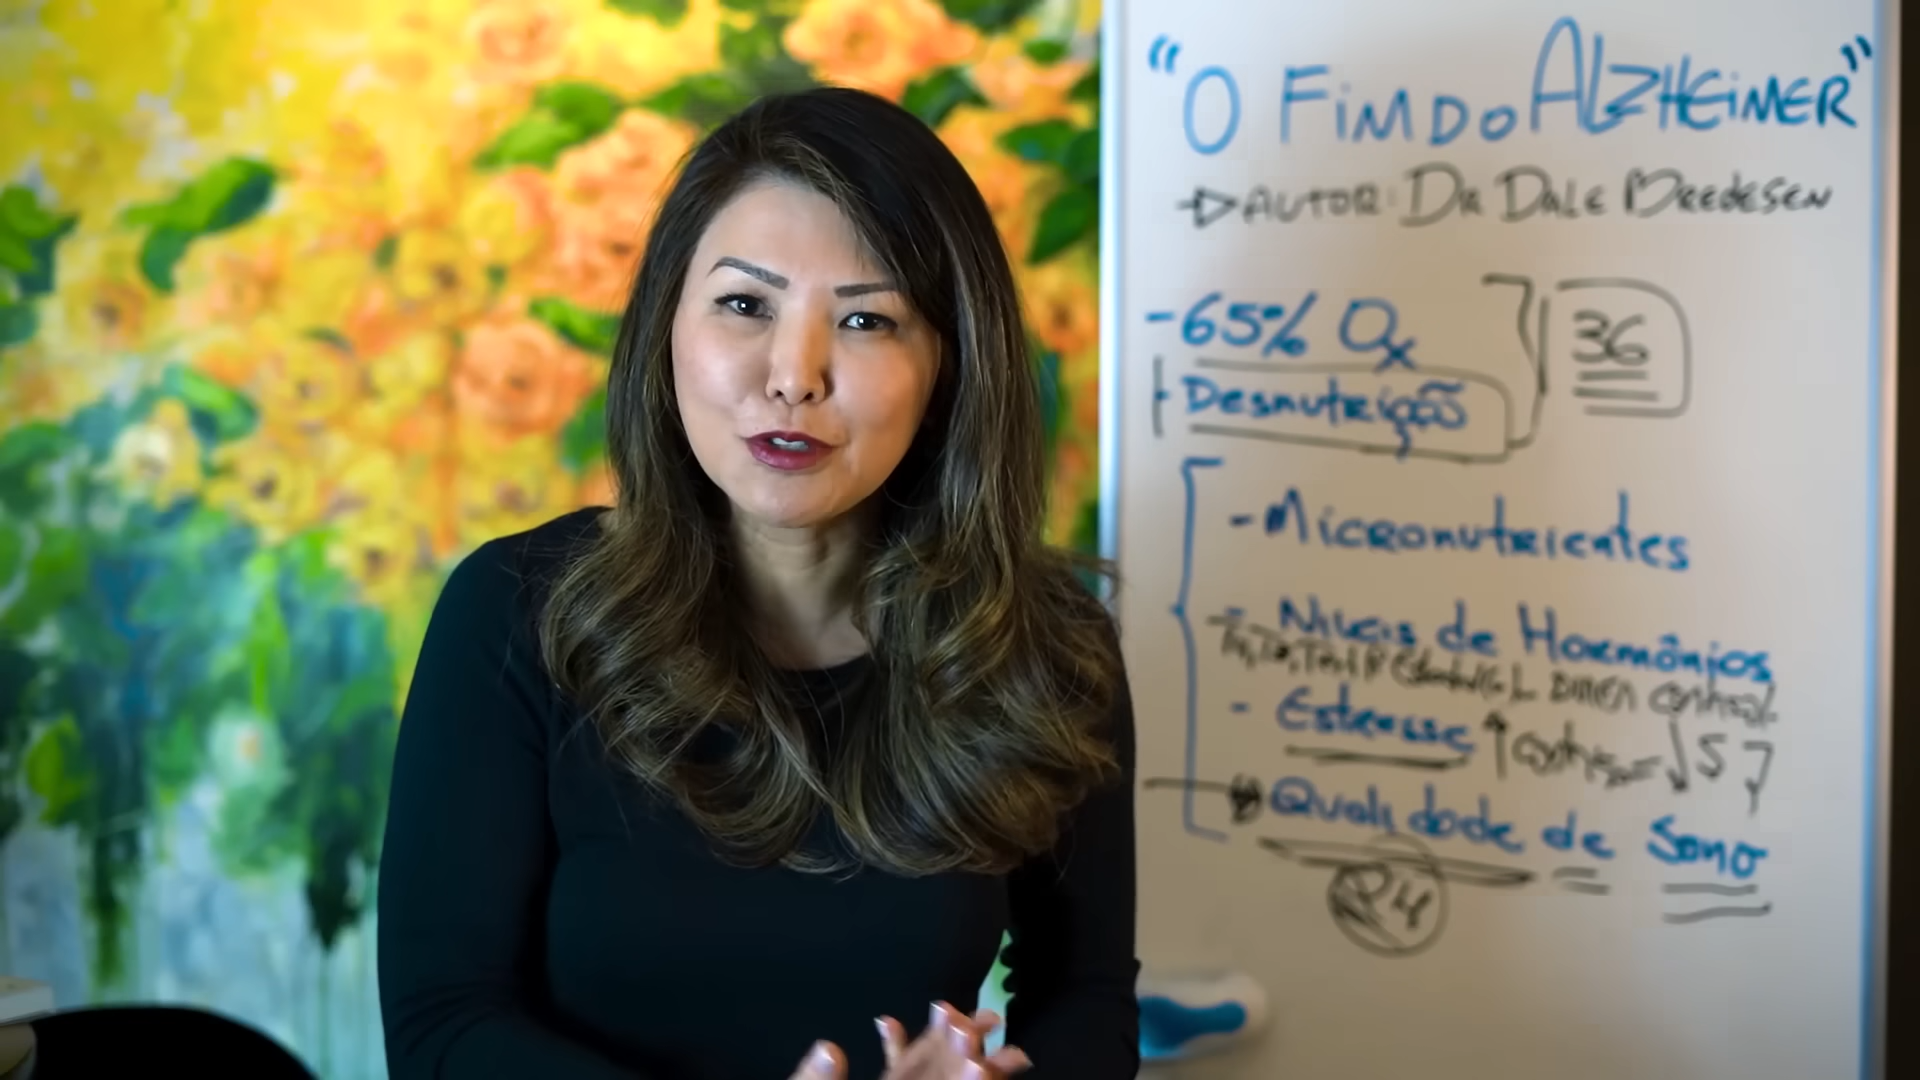 "O Fim do Alzheimer"
→ Autor: Dr Dale Bredesen
- 65% Ox
- Desnutrição
36
- Micronutrientes
- Níveis de Hormônios
- Estresse ↑ ↓
Qualidade de Sono